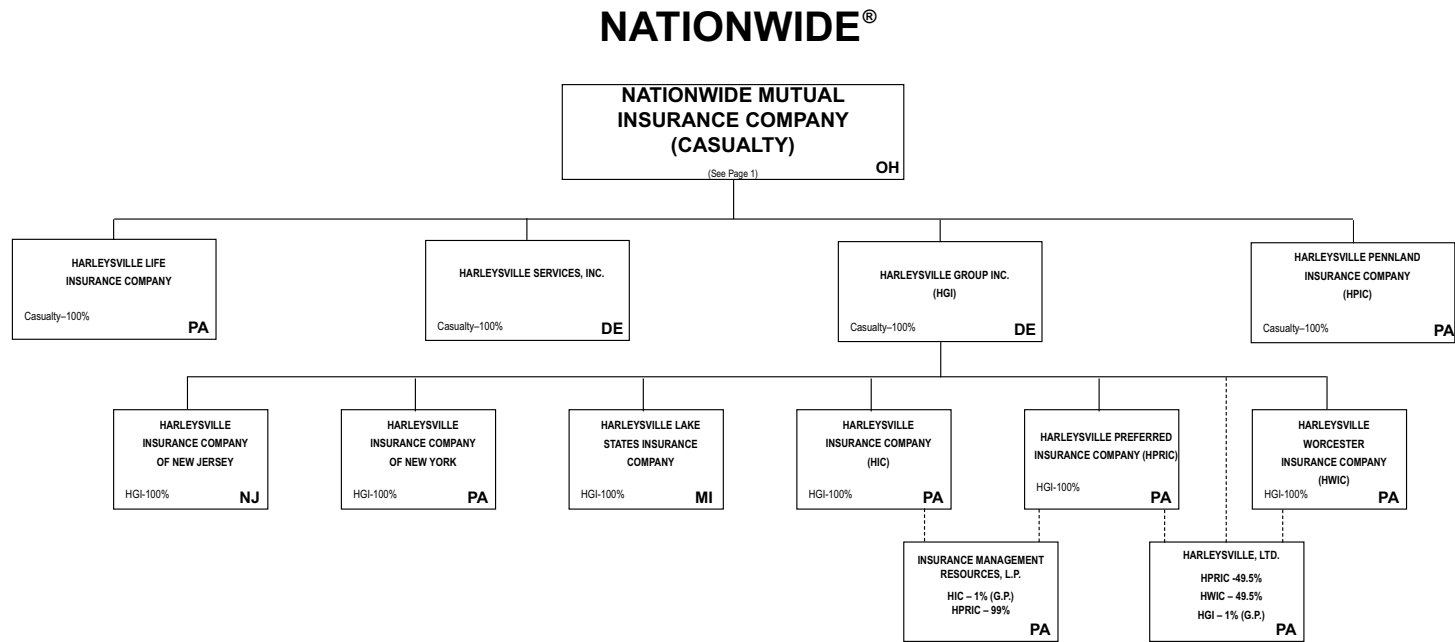 NATIONWIDE®
NATIONWIDE MUTUAL
INSURANCE COMPANY
(CASUALTY)
(See Page 1)
OH
HARLEYSVILLE LIFE
INSURANCE COMPANY
Casualty–100%
PA
HARLEYSVILLE SERVICES, INC.
Casualty–100%
DE
HARLEYSVILLE GROUP INC.
(HGI)
Casualty–100%
DE
HARLEYSVILLE PENNLAND
INSURANCE COMPANY
(HPIC)
Casualty–100%
PA
HARLEYSVILLE
INSURANCE COMPANY
OF NEW JERSEY
HGI-100%
NJ
HARLEYSVILLE
INSURANCE COMPANY
OF NEW YORK
HGI-100%
PA
HARLEYSVILLE LAKE
STATES INSURANCE
COMPANY
HGI-100%
MI
HARLEYSVILLE
INSURANCE COMPANY
(HIC)
HGI-100%
PA
HARLEYSVILLE PREFERRED
INSURANCE COMPANY (HPRIC)
HGI-100%
PA
HARLEYSVILLE
WORCESTER
INSURANCE COMPANY
(HWIC)
HGI-100%
PA
INSURANCE MANAGEMENT
RESOURCES, L.P.
HIC – 1% (G.P.)
HPRIC – 99%
PA
HARLEYSVILLE, LTD.
HPRIC -49.5%
HWIC – 49.5%
HGI – 1% (G.P.)
PA